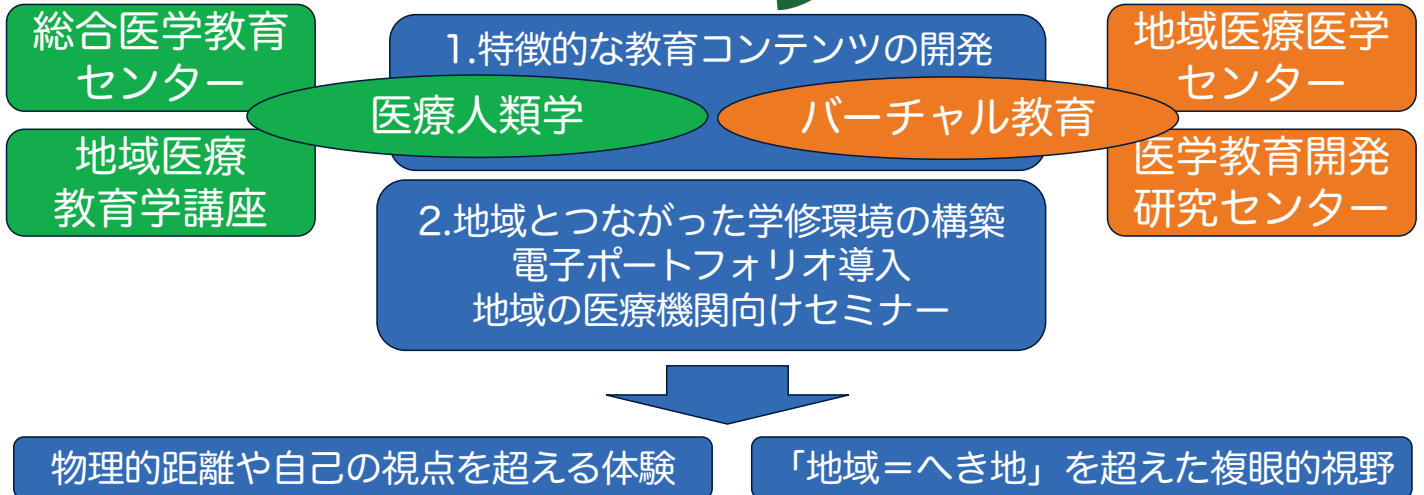 総合医学教育
センター
地域医療
教育学講座
1.特徴的な教育コンテンツの開発
医療人類学
バーチャル教育
地域医療医学
センター
医学教育開発
研究センター
2.地域とつながった学修環境の構築
電子ポートフォリオ導入
地域の医療機関向けセミナー
物理的距離や自己の視点を超える体験
「地域＝へき地」を超えた複眼的視野